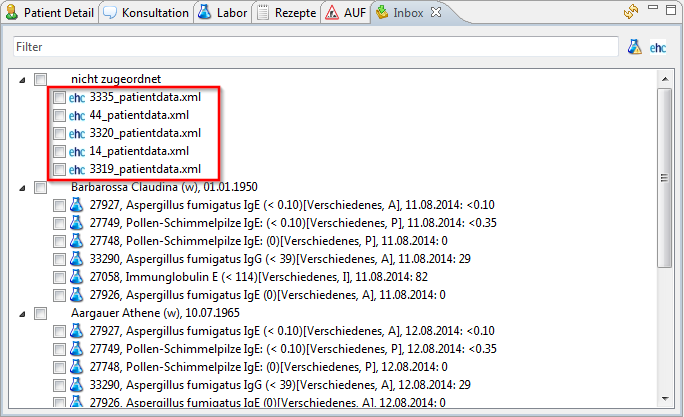 Patient Detail Konsultation Labor Rezepte AUF Inbox
Filter ehc
nicht zugeordnet
ehc 3335_patientdata.xml
ehc 44_patientdata.xml
ehc 3320_patientdata.xml
ehc 14_patientdata.xml
ehc 3319_patientdata.xml
Barbarossa Claudina (w), 01.01.1950
27927, Aspergillus fumigatus IgE (< 0.10)[Verschiedenes, A], 11.08.2014: <0.10
27749, Pollen-Schimmelpilze IgE: (< 0.10)[Verschiedenes, P], 11.08.2014: <0.35
27748, Pollen-Schimmelpilze IgE: (0)[Verschiedenes, P], 11.08.2014: 0
33290, Aspergillus fumigatus IgG (< 39)[Verschiedenes, A], 11.08.2014: 29
27058, Immunglobulin E (< 114)[Verschiedenes, I], 11.08.2014: 82
27926, Aspergillus fumigatus IgE (0)[Verschiedenes, A], 11.08.2014: 0
Aargauer Athene (w), 10.07.1965
27927, Aspergillus fumigatus IgE (< 0.10)[Verschiedenes, A], 12.08.2014: <0.10
27749, Pollen-Schimmelpilze IgE: (< 0.10)[Verschiedenes, P], 12.08.2014: <0.35
27748, Pollen-Schimmelpilze IgE: (0)[Verschiedenes, P], 12.08.2014: 0
33290, Aspergillus fumigatus IgG (< 39)[Verschiedenes, A], 12.08.2014: 29
27926, Aspergillus fumigatus IgE (0)[Verschiedenes, A], 12.08.2014: 0